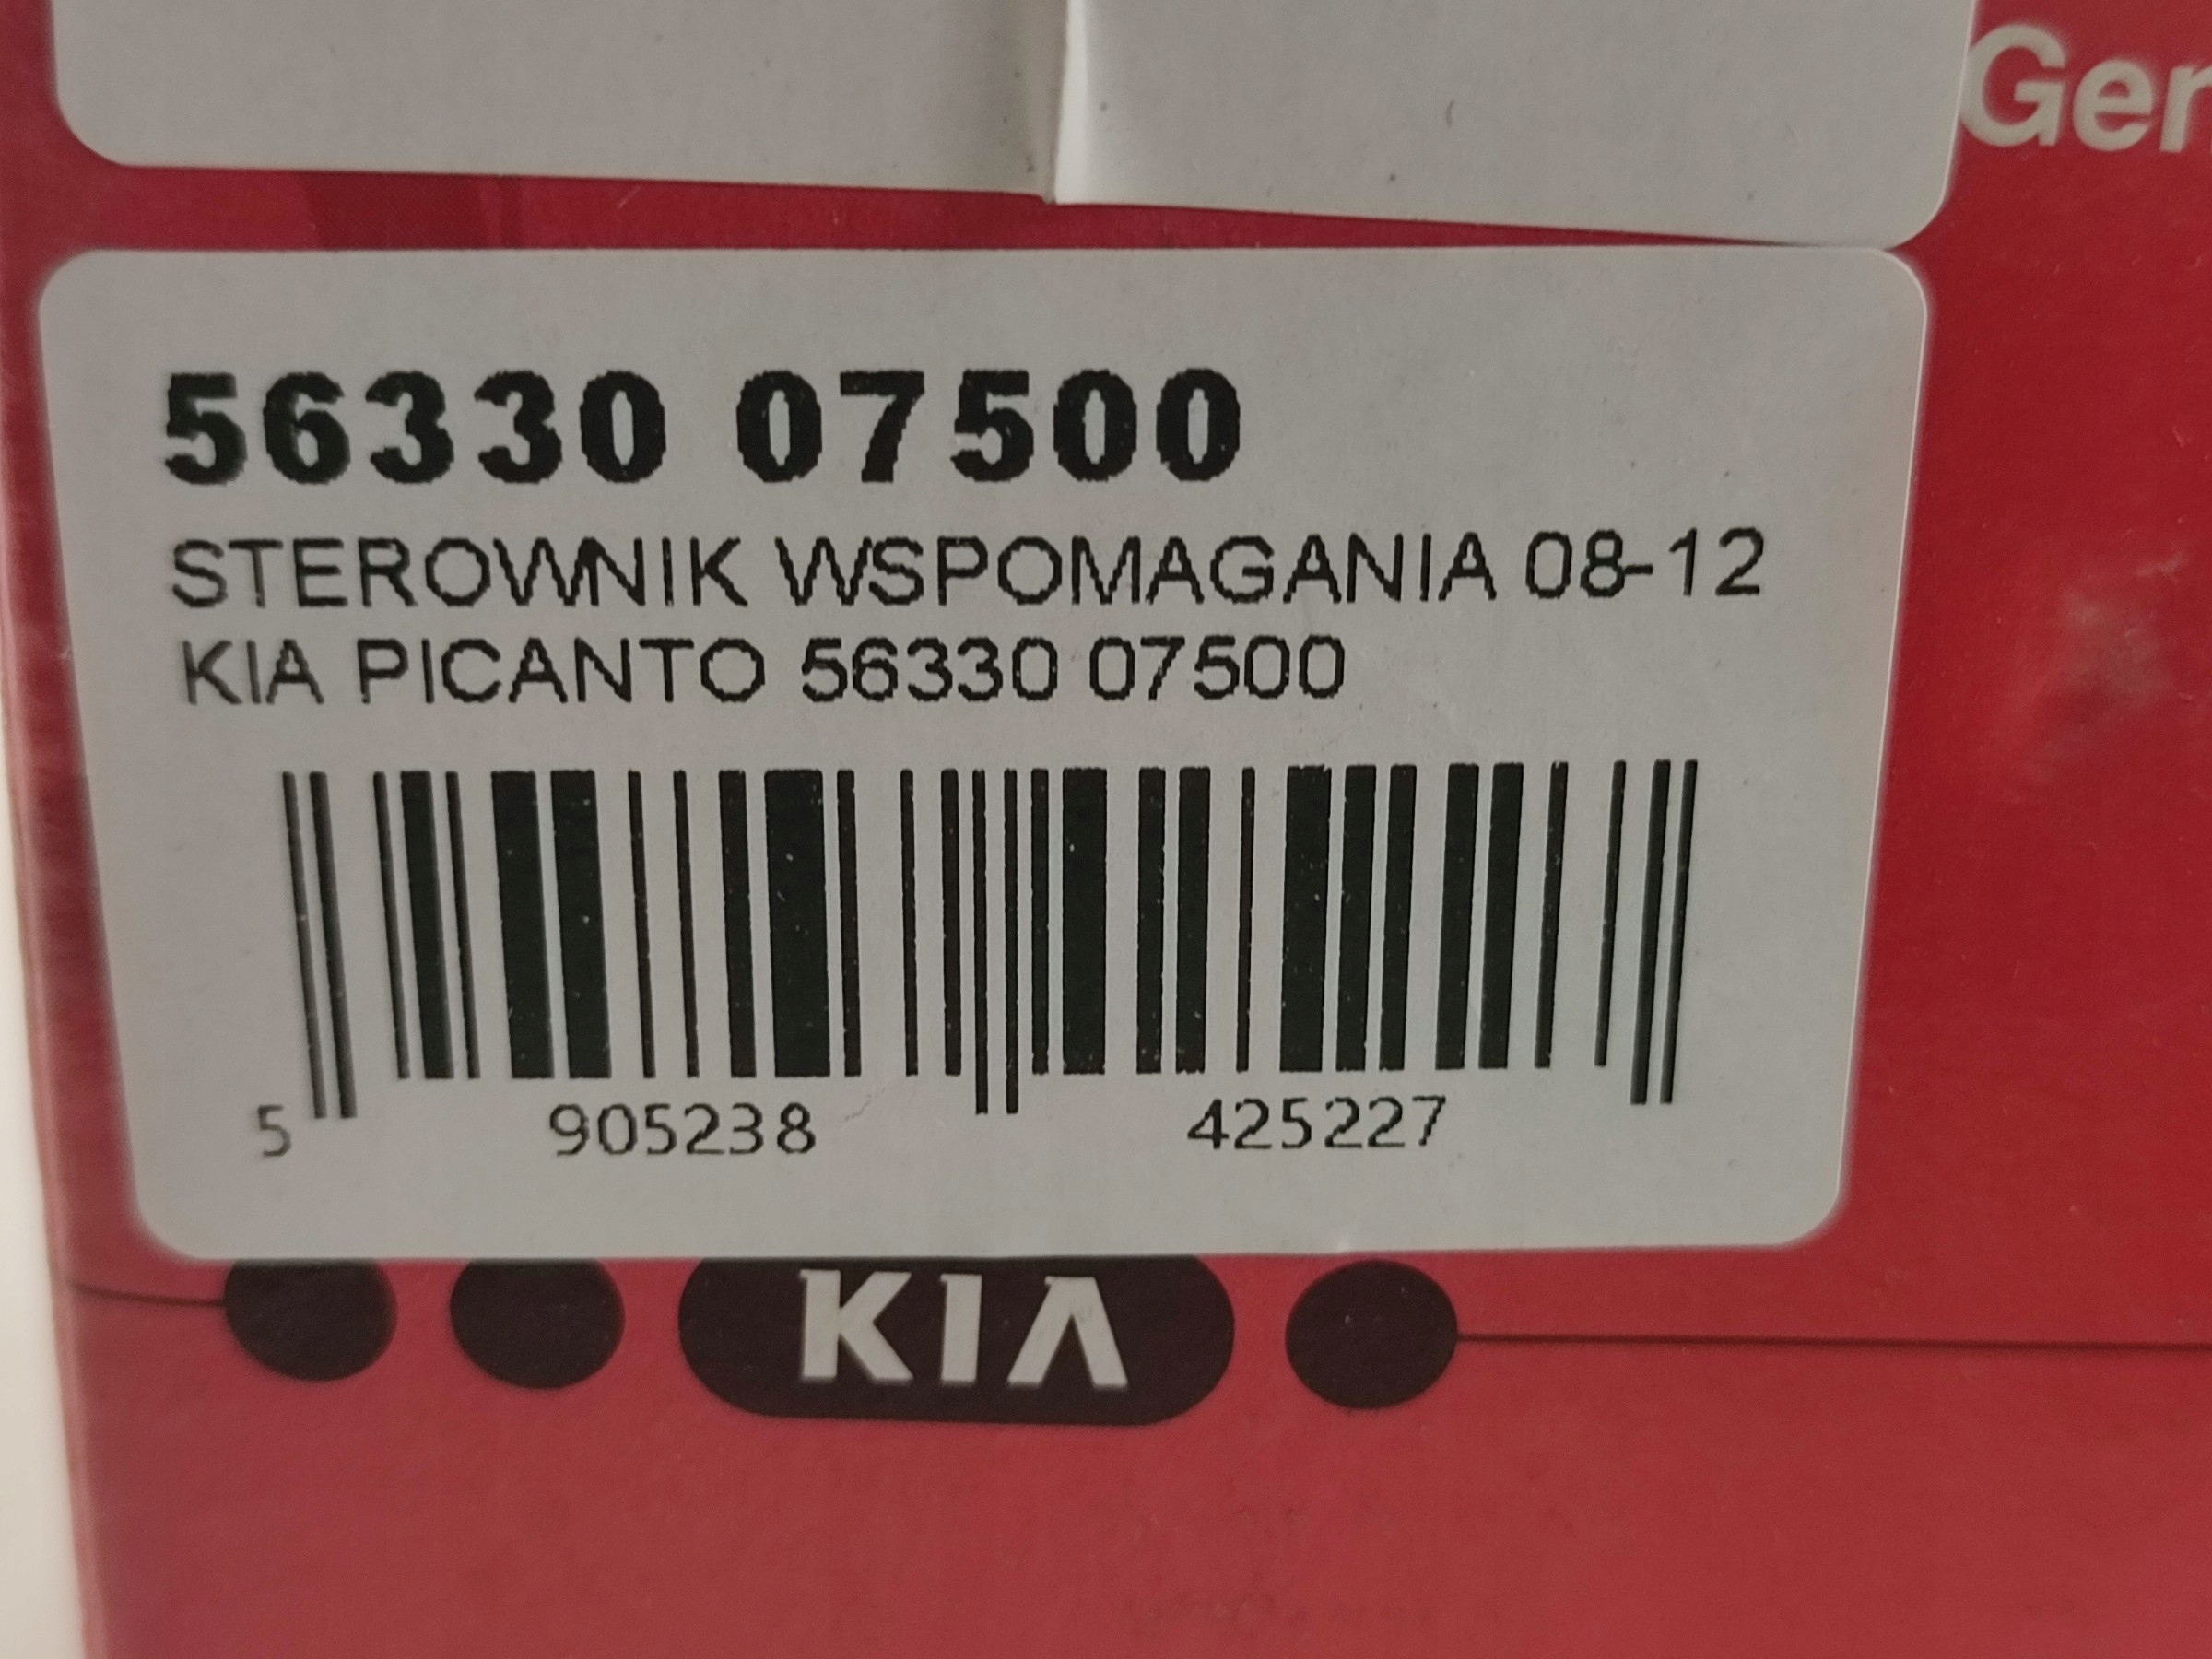 Ger
56330 07500
STEROWNIK WSPOMAGANIA 08-12
KIA PICANTO 56330 07500
5 905238 425227
KIA